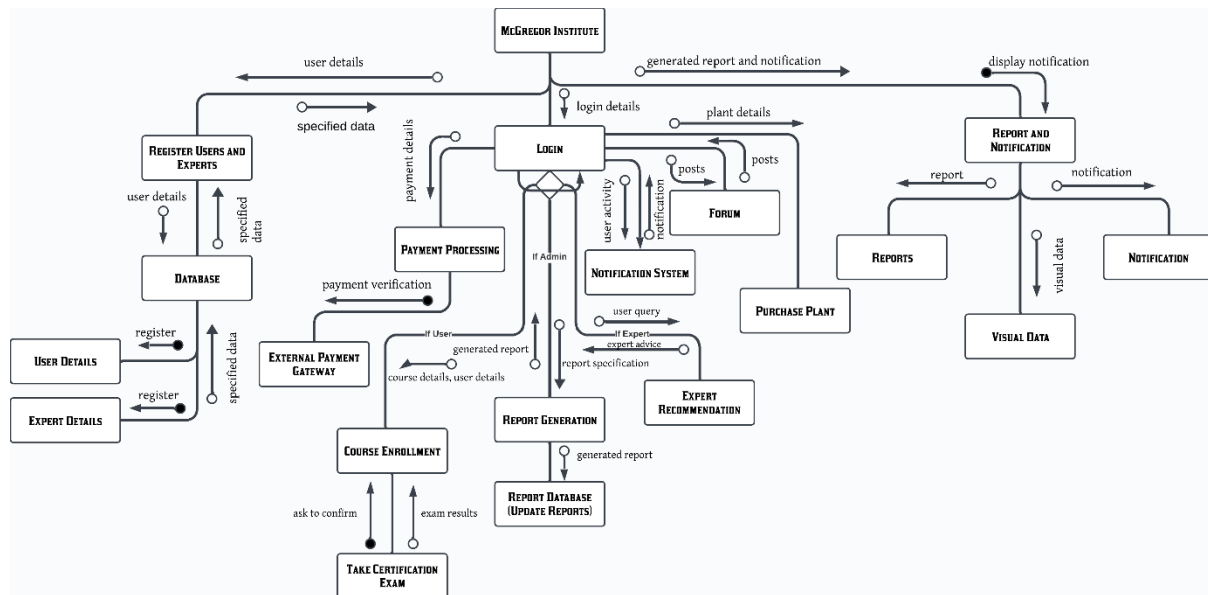 McGregor Institute
user details
generated report and notification
display notification
login details
specified data
plant details
Register Users and
Experts
Login
Report and
Notification
payment details
posts
posts
report
notification
user details
specified
data
user activity
notification
Forum
Payment Processing
If Admin
Reports
Notification
Database
Notification System
visual data
payment verification
Purchase Plant
user query
register
specified data
If User
If Expert
expert advice
Visual Data
User Details
External Payment
Gateway
generated report
report specification
course details, user details
register
Expert Details
Expert
Recommendation
Report Generation
Course Enrollment
generated report
Report Database
(Update Reports)
ask to confirm
exam results
Take Certification
Exam